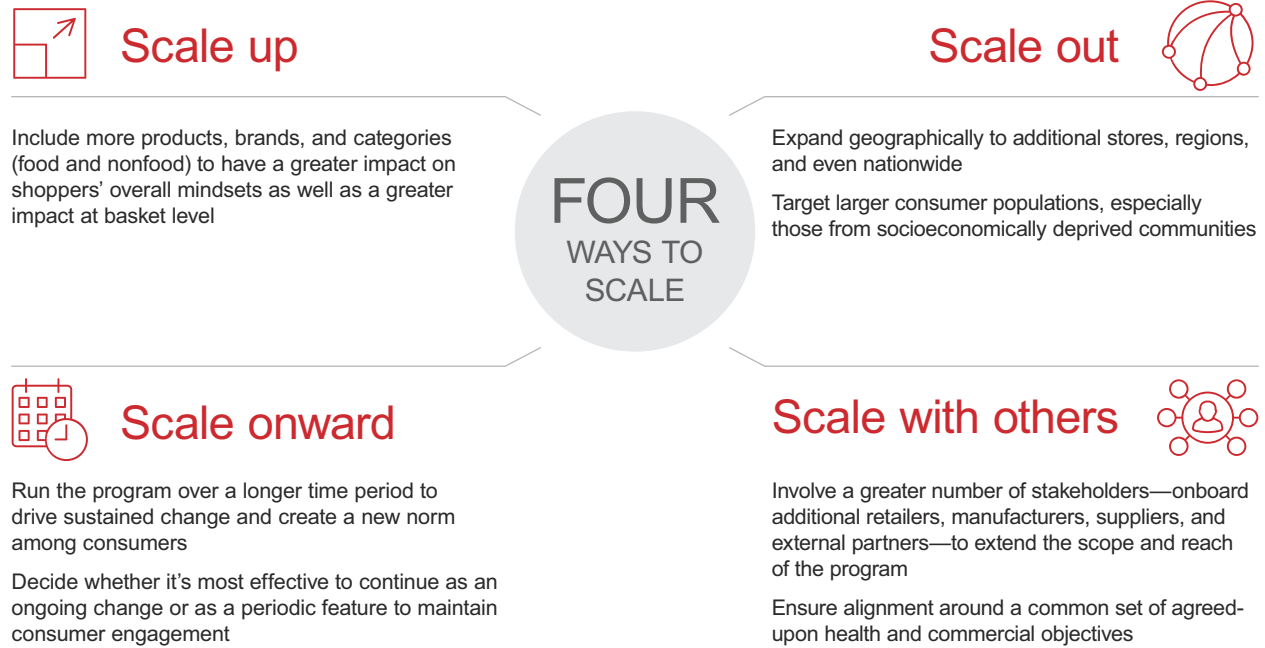 Scale up
Include more products, brands, and categories
(food and nonfood) to have a greater impact on
shoppers’ overall mindsets as well as a greater
impact at basket level
Scale out
Expand geographically to additional stores, regions,
and even nationwide
Target larger consumer populations, especially
those from socioeconomically deprived communities
FOUR
WAYS TO
SCALE
Scale onward
Run the program over a longer time period to
drive sustained change and create a new norm
among consumers
Decide whether it’s most effective to continue as an
ongoing change or as a periodic feature to maintain
consumer engagement
Scale with others
Involve a greater number of stakeholders—onboard
additional retailers, manufacturers, suppliers, and
external partners—to extend the scope and reach
of the program
Ensure alignment around a common set of agreed-
upon health and commercial objectives